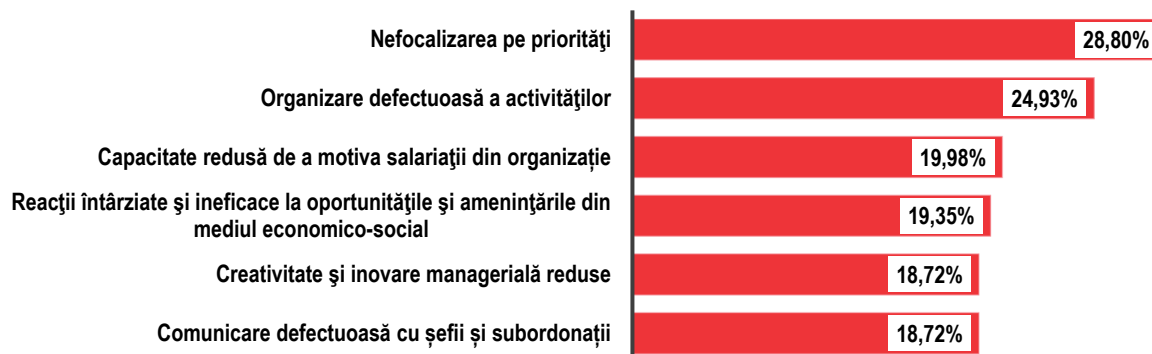 Nefocalizarea pe priorităţi
28,80%
Organizare defectuoasă a activităţilor
24,93%
Capacitate redusă de a motiva salariaţii din organizație
19,98%
Reacţii întârziate şi ineficace la oportunităţile şi ameninţările din
mediul economico-social
19,35%
Creativitate şi inovare managerială reduse
18,72%
Comunicare defectuoasă cu șefii și subordonații
18,72%